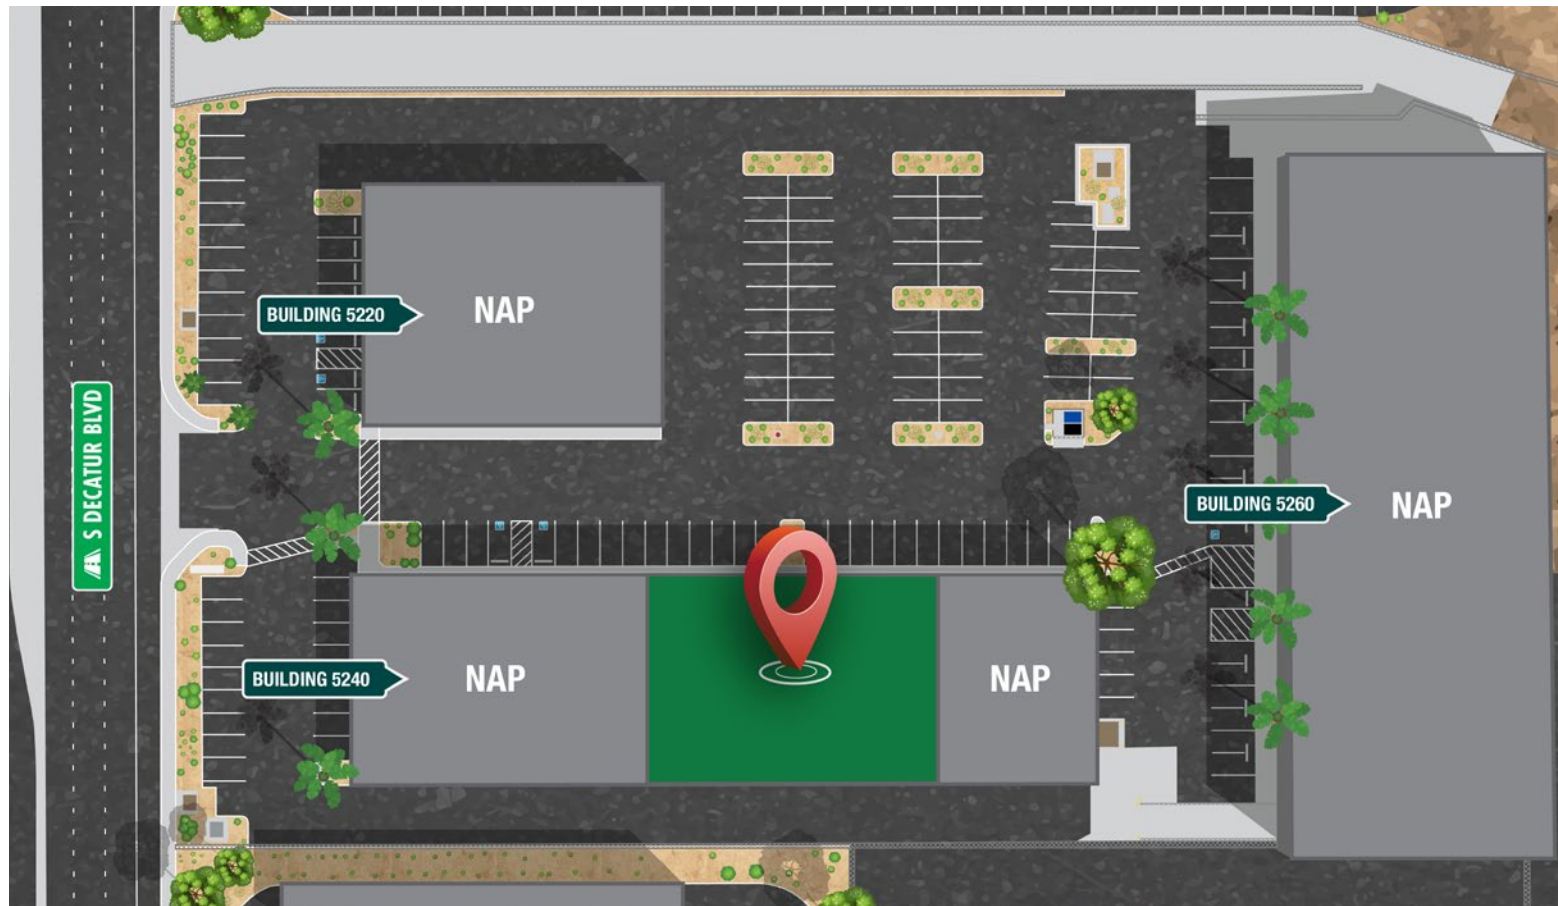 BUILDING 5220
NAP
S DECATUR BLVD
BUILDING 5260
NAP
BUILDING 5240
NAP
NAP